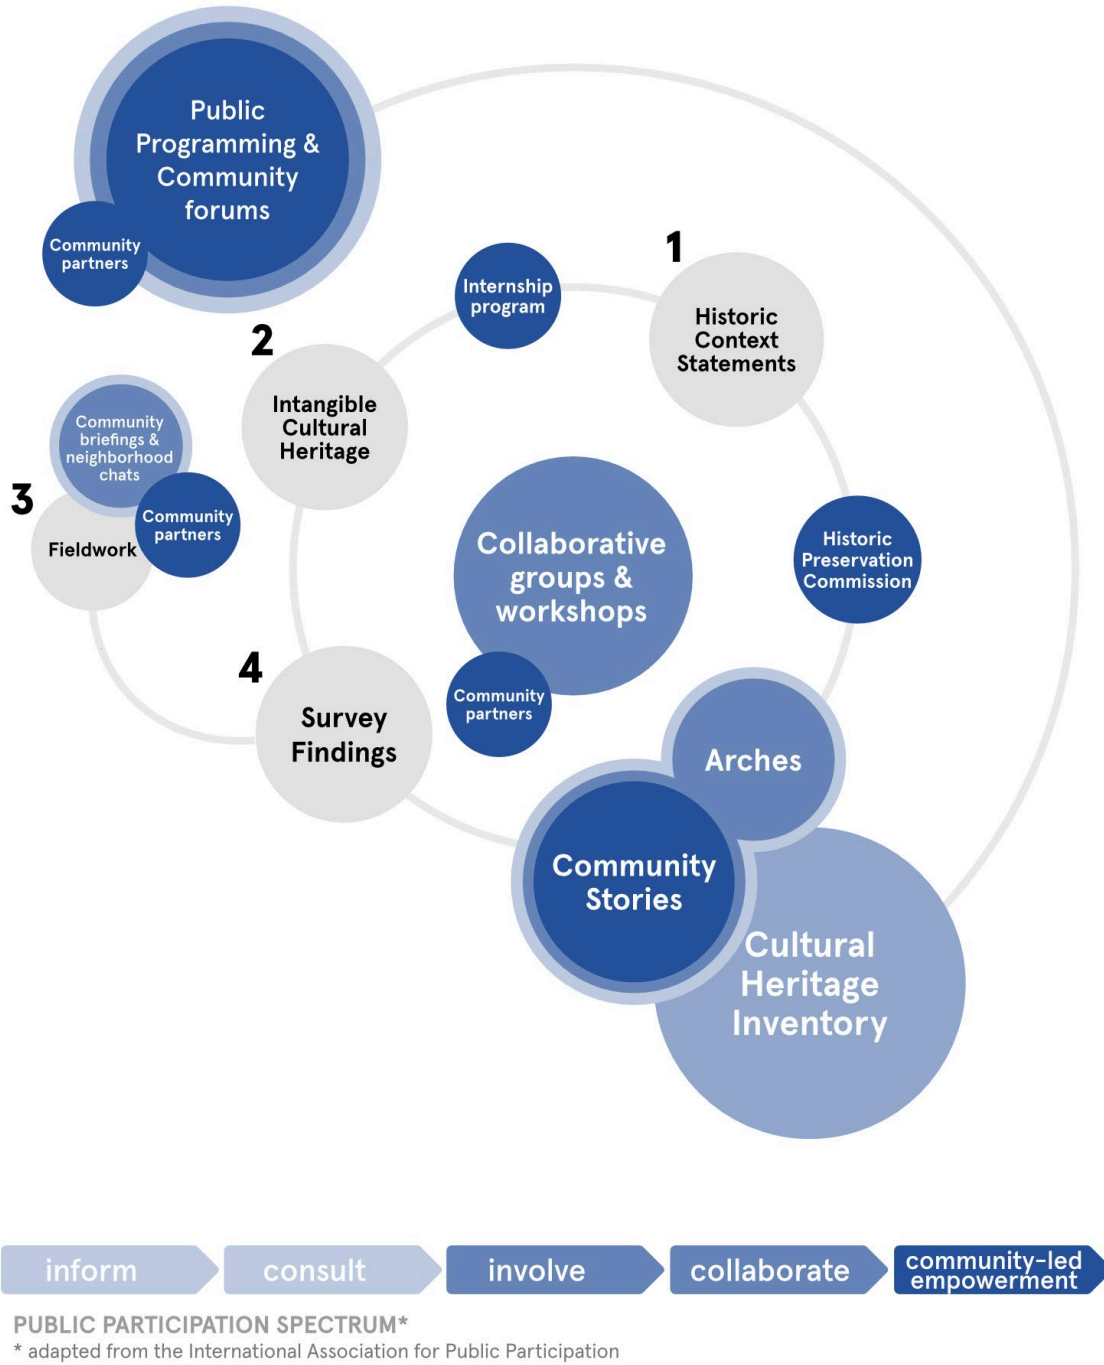 Public
Programming &
Community
forums
Community
partners
1
Historic
Context
Statements
Internship
program
2
Intangible
Cultural
Heritage
Community
briefings &
neighborhood
chats
3
Fieldwork
Community
partners
Collaborative
groups &
workshops
Historic
Preservation
Commission
4
Survey
Findings
Community
partners
Arches
Community
Stories
Cultural
Heritage
Inventory
inform
consult
involve
collaborate
community-led
empowerment
PUBLIC PARTICIPATION SPECTRUM*
* adapted from the International Association for Public Participation